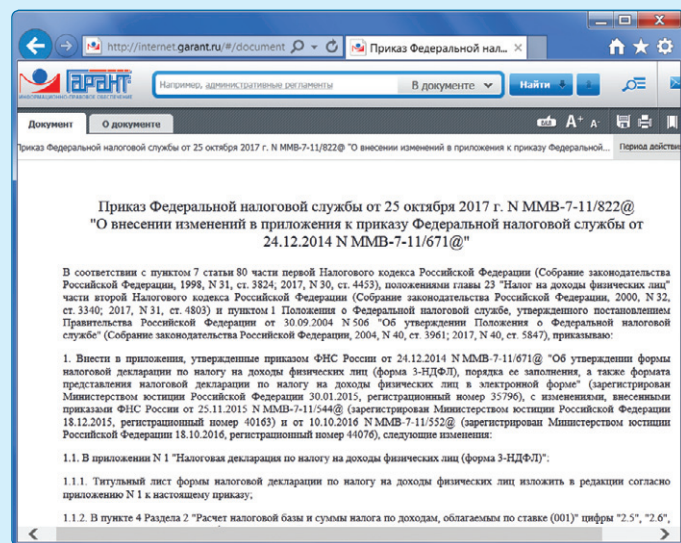 http://internet.garant.ru/#/document
Приказ Федеральной нал...
ГАРАНТ
ИНФОРМАЦИОННО-ПРАВОВОЕ ОБЕСПЕЧЕНИЕ
Например, административные регламенты
В документе
Найти
Документ
О документе
A+ A-
Приказ Федеральной налоговой службы от 25 октября 2017 г. N ММВ-7-11/822@ "О внесении изменений в приложения к приказу Федеральной...
Период действи
Приказ Федеральной налоговой службы от 25 октября 2017 г. N ММВ-7-11/822@
"О внесении изменений в приложения к приказу Федеральной налоговой службы от
24.12.2014 N ММВ-7-11/671@"
В соответствии с пунктом 7 статьи 80 части первой Налогового кодекса Российской Федерации (Собрание законодательства
Российской Федерации, 1998, N 31, ст. 3824; 2017, N 30, ст. 4453), положениями главы 23 "Налог на доходы физических лиц"
части второй Налогового кодекса Российской Федерации (Собрание законодательства Российской Федерации, 2000, N 32,
ст. 3340; 2017, N 31, ст. 4803) и пунктом 1 Положения о Федеральной налоговой службе, утвержденного постановлением
Правительства Российской Федерации от 30.09.2004 N 506 "Об утверждении Положения о Федеральной налоговой
службе" (Собрание законодательства Российской Федерации, 2004, N 40, ст. 3961; 2017, N 40, ст. 5847), приказываю:
1. Внести в приложения, утвержденные приказом ФНС России от 24.12.2014 N ММВ-7-11/671@ "Об утверждении формы
налоговой декларации по налогу на доходы физических лиц (форма 3-НДФЛ), порядка ее заполнения, а также формата
представления налоговой декларации по налогу на доходы физических лиц в электронной форме" (зарегистрирован
Министерством юстиции Российской Федерации 30.01.2015, регистрационный номер 35796), с изменениями, внесенными
приказами ФНС России от 25.11.2015 N ММВ-7-11/544@ (зарегистрирован Министерством юстиции Российской Федерации
18.12.2015, регистрационный номер 40163) и от 10.10.2016 N ММВ-7-11/552@ (зарегистрирован Министерством юстиции
Российской Федерации 18.10.2016, регистрационный номер 44076), следующие изменения:
1.1. В приложении N 1 "Налоговая декларация по налогу на доходы физических лиц (форма 3-НДФЛ)":
1.1.1. Титульный лист формы налоговой декларации по налогу на доходы физических лиц изложить в редакции согласно
приложению N 1 к настоящему приказу;
1.1.2. В пункте 4 Раздела 2 "Расчет налоговой базы и суммы налога по доходам, облагаемым по ставке (001)" цифры "2.5", "2.6",